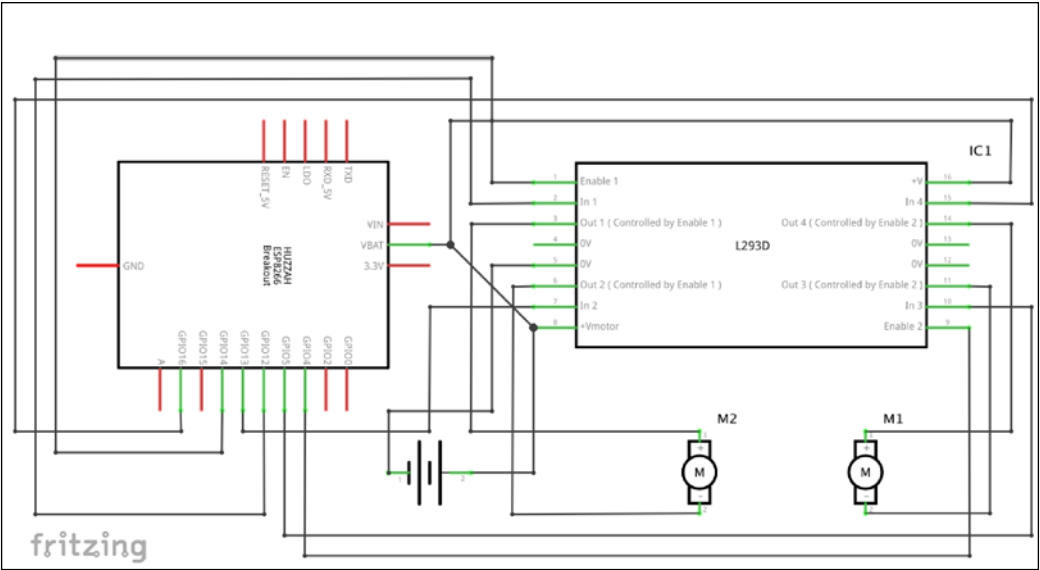 IC1
RESET_5V
EN
LDO
RXD_5V
TXD
VIN
VBAT
3.3V
GND
HUZZAH
ESP8266
Breakout
A
GPIO16
GPIO15
GPIO14
GPIO13
GPIO12
GPIO5
GPIO4
GPIO2
GPIO0
1 Enable 1
2 In 1
3 Out 1 ( Controlled by Enable 1 )
4 0V
5 0V
6 Out 2 ( Controlled by Enable 1 )
7 In 2
8 +Vmotor
L293D
+V 16
In 4 15
Out 4 ( Controlled by Enable 2 ) 14
0V 13
0V 12
Out 3 ( Controlled by Enable 2 ) 11
In 3 10
Enable 2 9
1
2
M2
1
+
M
-
2
M1
1
+
M
-
2
fritzing